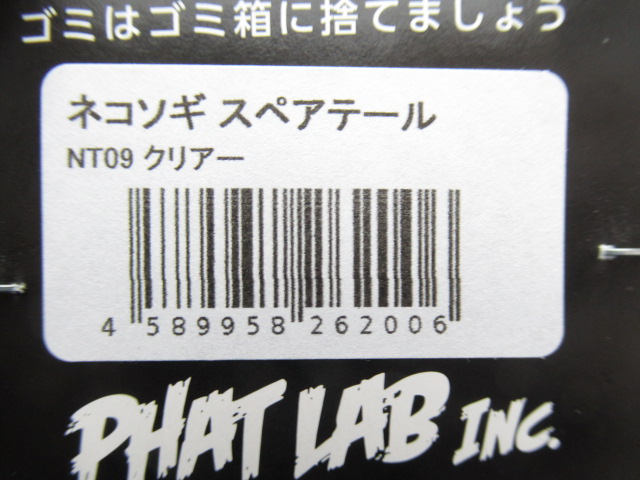 ゴミはゴミ箱に捨てましょう
ネコソギ スペアテール
NT09 クリアー
4 589958 262006
PHAT LAB INC.